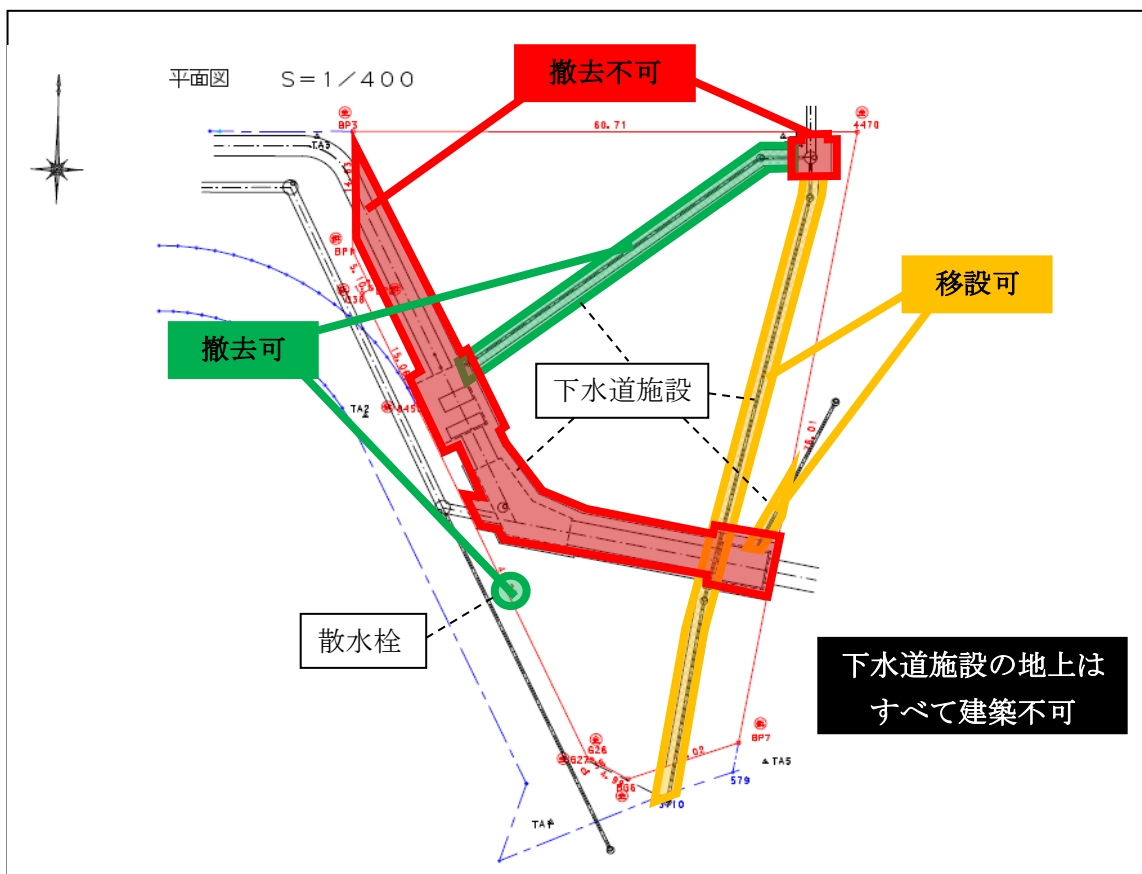 平面図 S=1/400
撤去不可
BP3
60.71
4470
TA3
移設可
撤去可
下水道施設
TA2
散水栓
下水道施設の地上は
すべて建築不可
G26
BP7
TA5
579